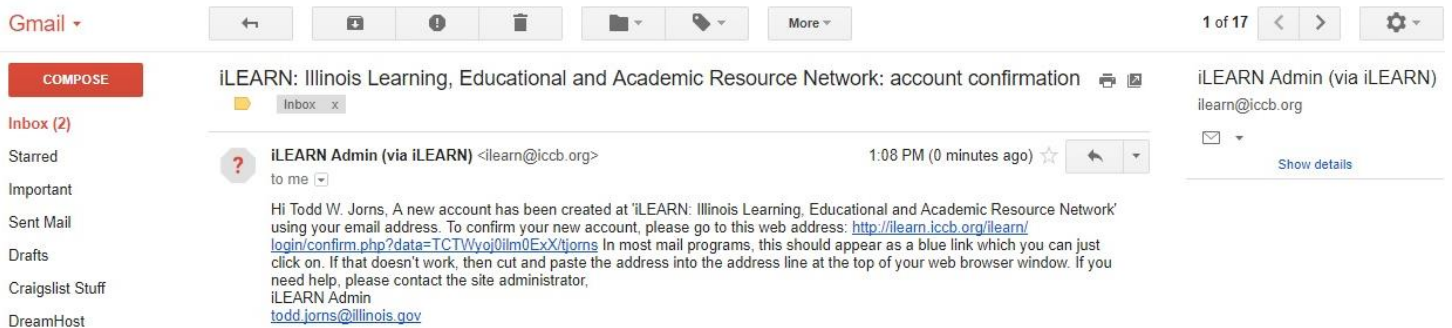 Gmail
More
1 of 17
COMPOSE
Inbox (2)
Starred
Important
Sent Mail
Drafts
Craigslist Stuff
DreamHost
iLEARN: Illinois Learning, Educational and Academic Resource Network: account confirmation
Inbox x
iLEARN Admin (via iLEARN) <ilearn@iccb.org>
1:08 PM (0 minutes ago)
to me
Hi Todd W. Jorns, A new account has been created at 'iLEARN: Illinois Learning, Educational and Academic Resource Network'
using your email address. To confirm your new account, please go to this web address: http://ilearn.iccb.org/ilearn/
login/confirm.php?data=TCTWyoj0ilm0ExX/tjorns In most mail programs, this should appear as a blue link which you can just
click on. If that doesn't work, then cut and paste the address into the address line at the top of your web browser window. If you
need help, please contact the site administrator,
iLEARN Admin
todd.jorns@illinois.gov
iLEARN Admin (via iLEARN)
ilearn@iccb.org
Show details